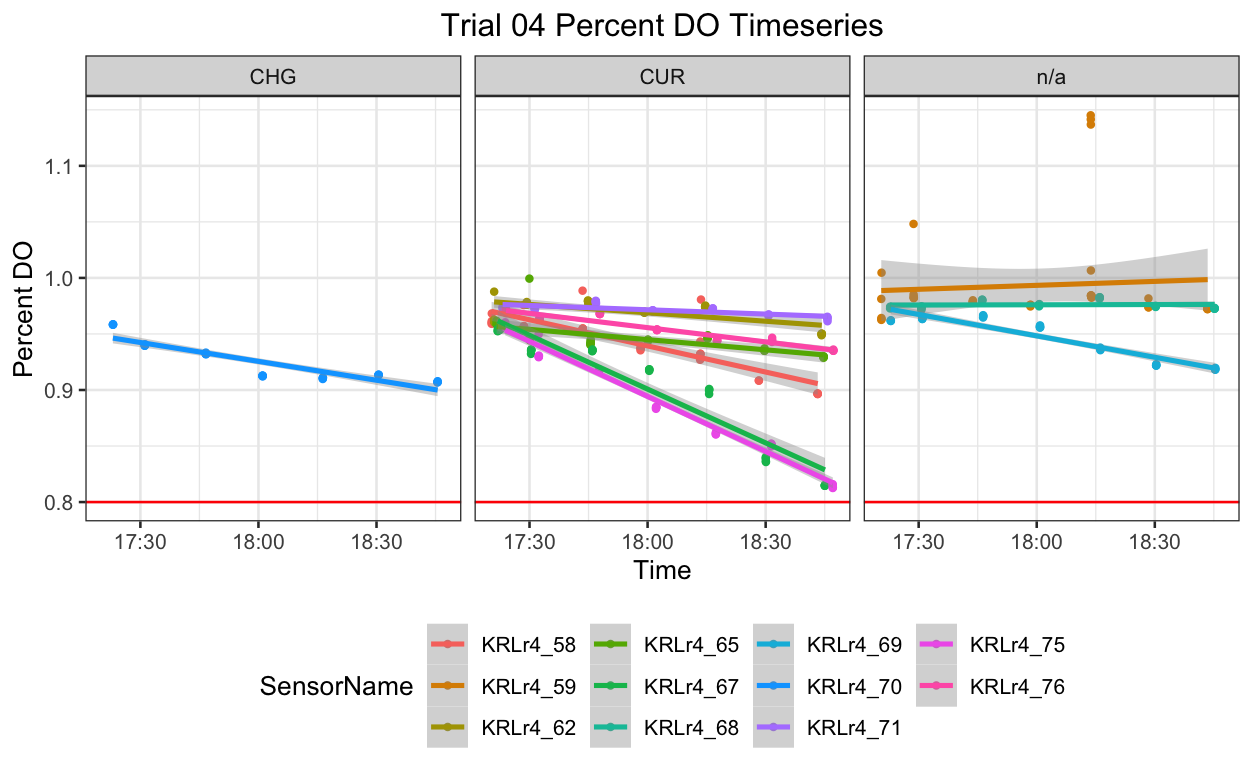 Trial 04 Percent DO Timeseries
CHG CUR n/a
Percent DO
1.1
1.0
0.9
0.8
17:30 18:00 18:30 17:30 18:00 18:30 17:30 18:00 18:30
Time
SensorName
KRLr4_58 KRLr4_65 KRLr4_69 KRLr4_75
KRLr4_59 KRLr4_67 KRLr4_70 KRLr4_76
KRLr4_62 KRLr4_68 KRLr4_71